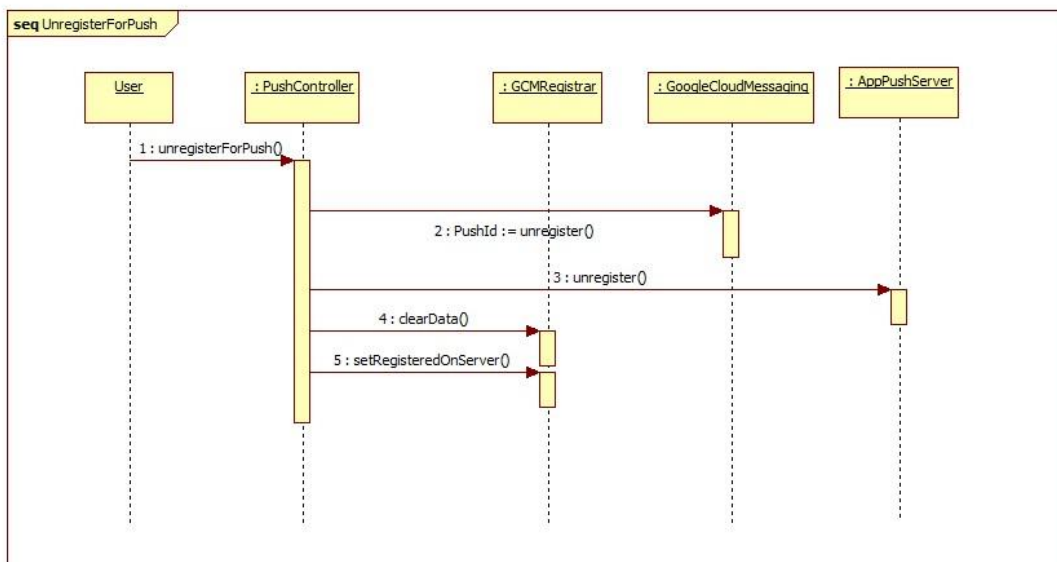 seq UnregisterForPush
User
: PushController
: GCMRegistrar
: GoogleCloudMessaging
: AppPushServer
1 : unregisterForPush()
2 : PushId := unregister()
3 : unregister()
4 : clearData()
5 : setRegisteredOnServer()